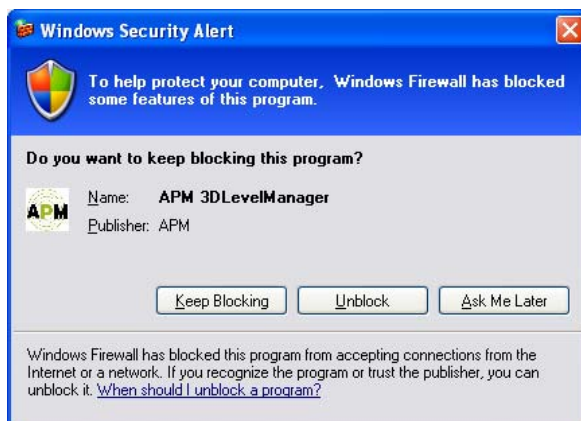 Windows Security Alert
To help protect your computer, Windows Firewall has blocked
some features of this program.
Do you want to keep blocking this program?
APM
Name: APM 3DLevelManager
Publisher: APM
Keep Blocking Unblock Ask Me Later
Windows Firewall has blocked this program from accepting connections from the
Internet or a network. If you recognize the program or trust the publisher, you can
unblock it. When should I unblock a program?